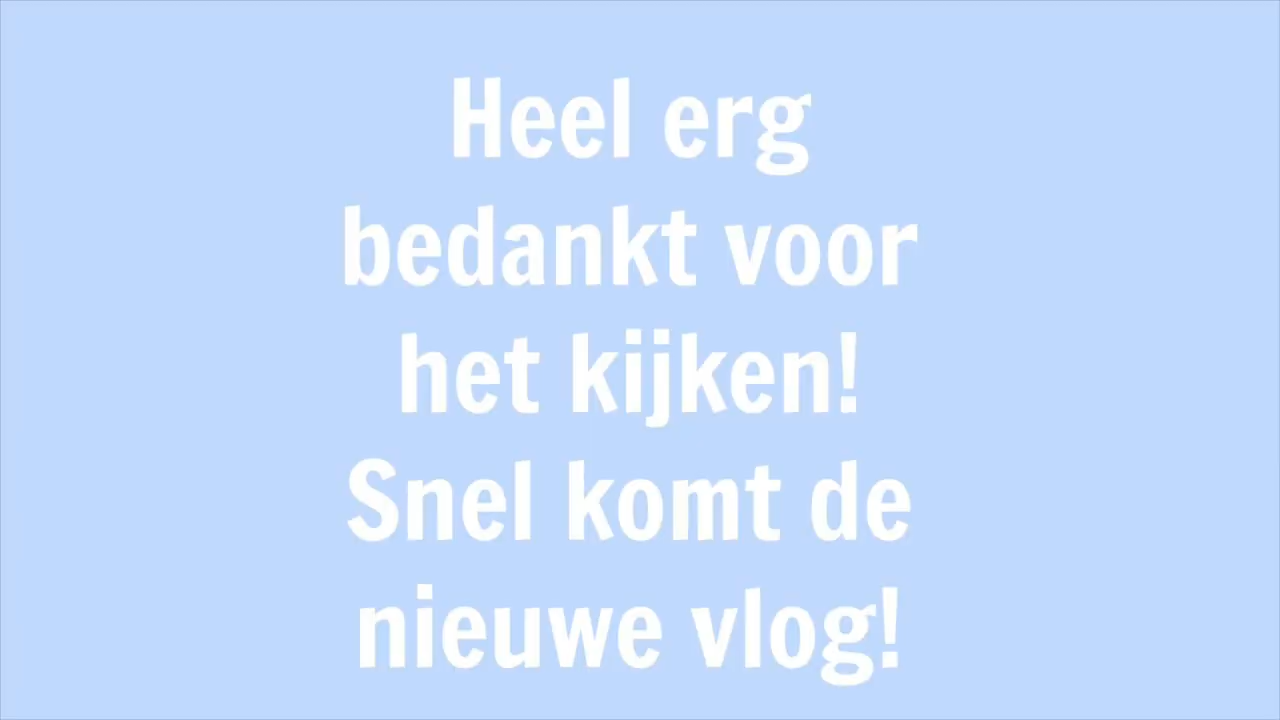 Heel erg
bedankt voor
het kijken!
Snel komt de
nieuwe vlog!